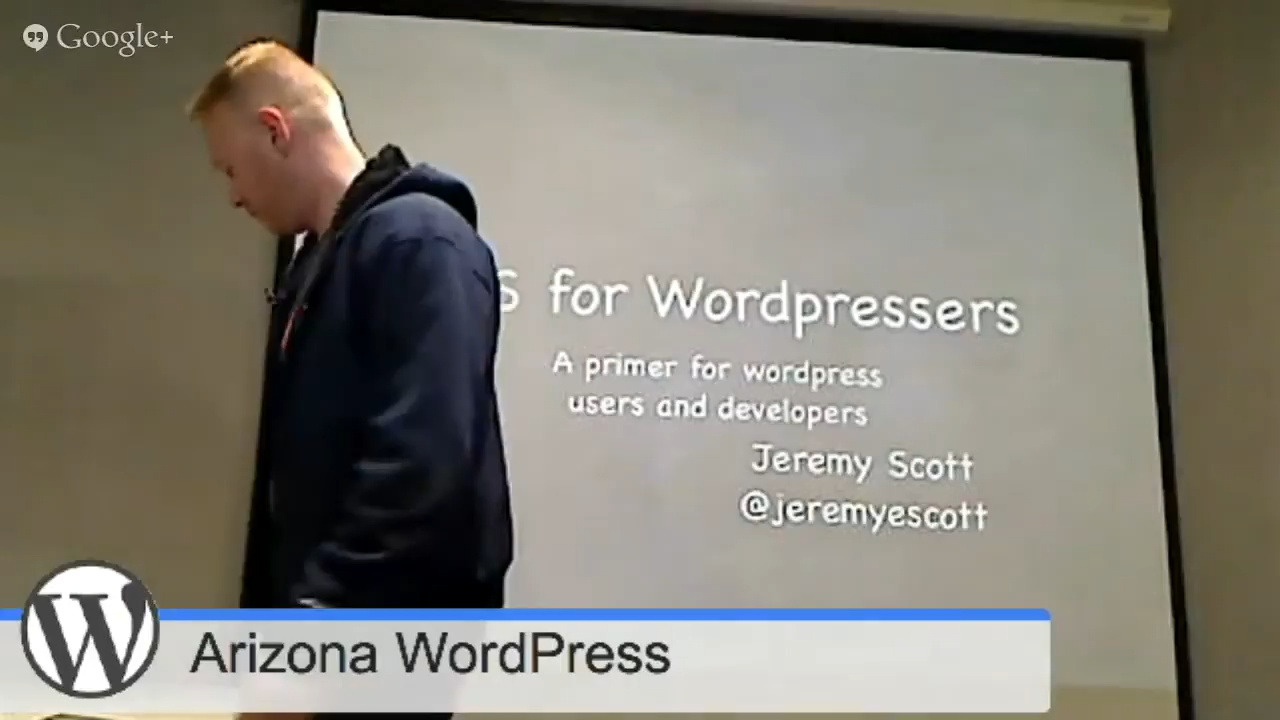 Google+
S for Wordpressers
A primer for wordpress
users and developers
Jeremy Scott
@jeremyescott
Arizona WordPress